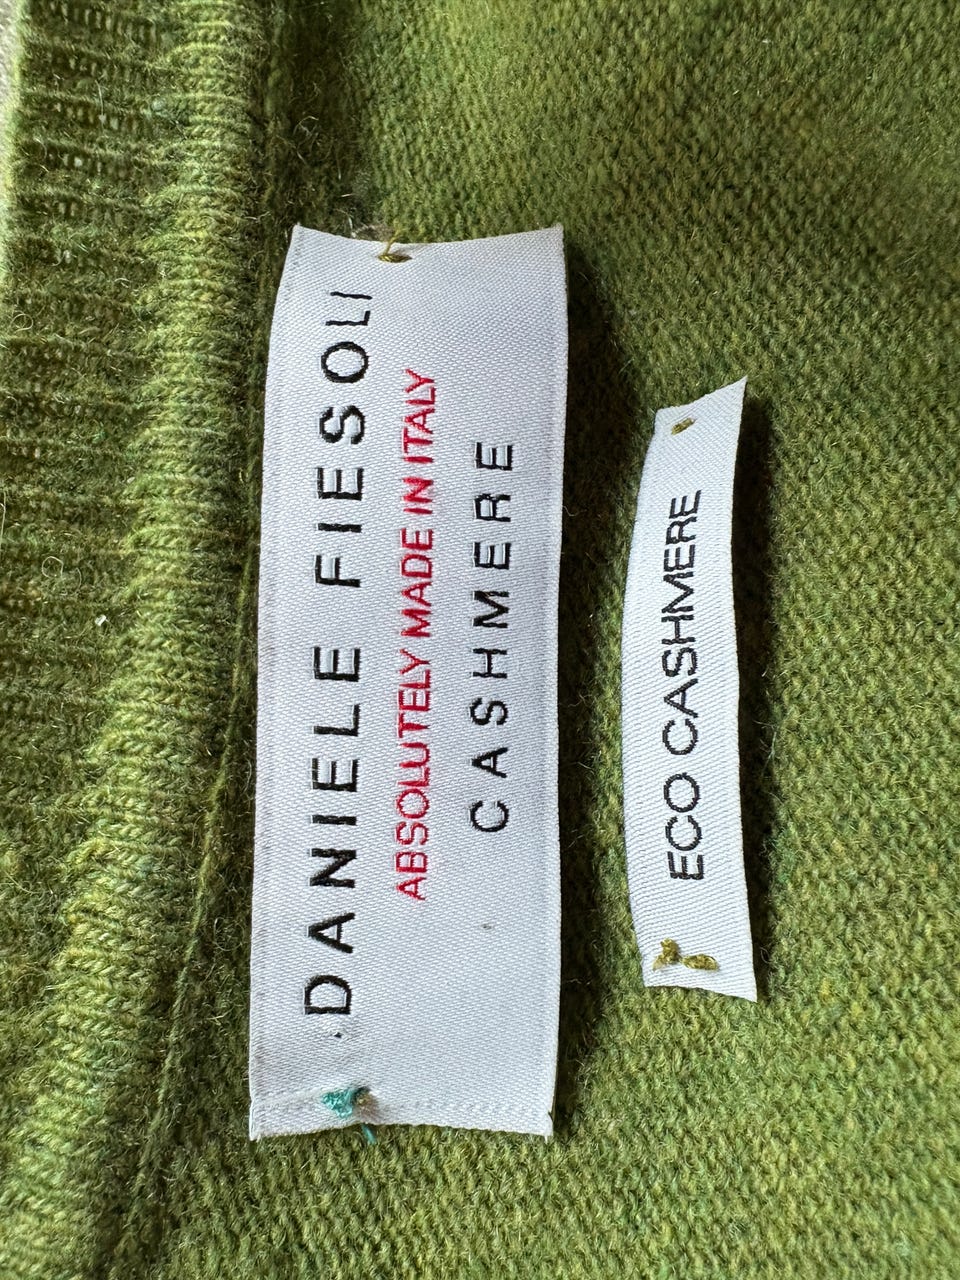 DANIELE FIESOLI
ABSOLUTELY MADE IN ITALY
CASHMERE
ECO CASHMERE